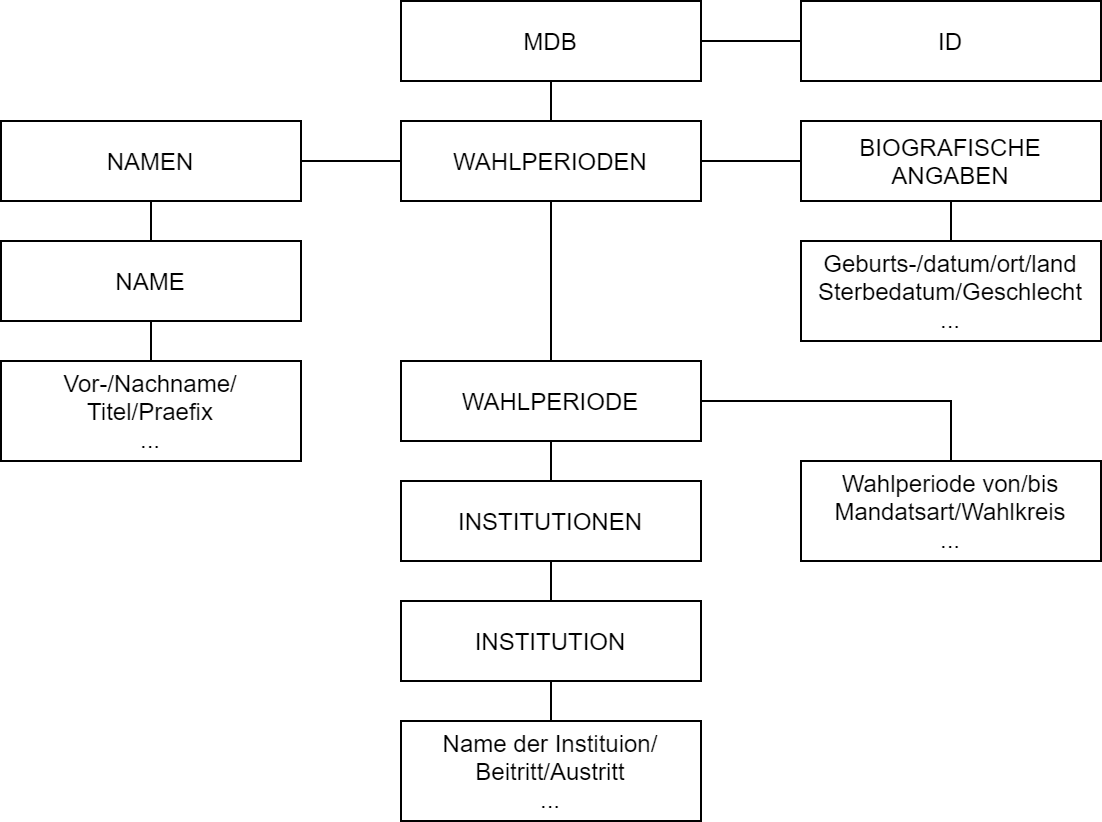 MDB
ID
NAMEN
WAHLPERIODEN
BIOGRAFISCHE
ANGABEN
NAME
Geburts-/datum/ort/land
Sterbedatum/Geschlecht
...
Vor-/Nachname/
Titel/Praefix
...
WAHLPERIODE
Wahlperiode von/bis
Mandatsart/Wahlkreis
...
INSTITUTIONEN
INSTITUTION
Name der Instituion/
Beitritt/Austritt
...